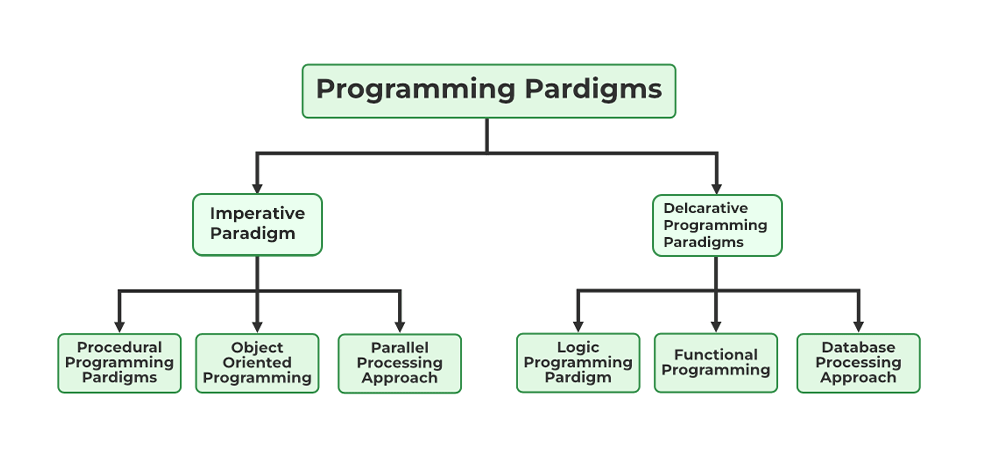 Programming Pardigms
Imperative
Paradigm
Delcarative
Programming
Paradigms
Procedural
Programming
Pardigms
Object
Oriented
Programming
Parallel
Processing
Approach
Logic
Programming
Pardigm
Functional
Programming
Database
Processing
Approach